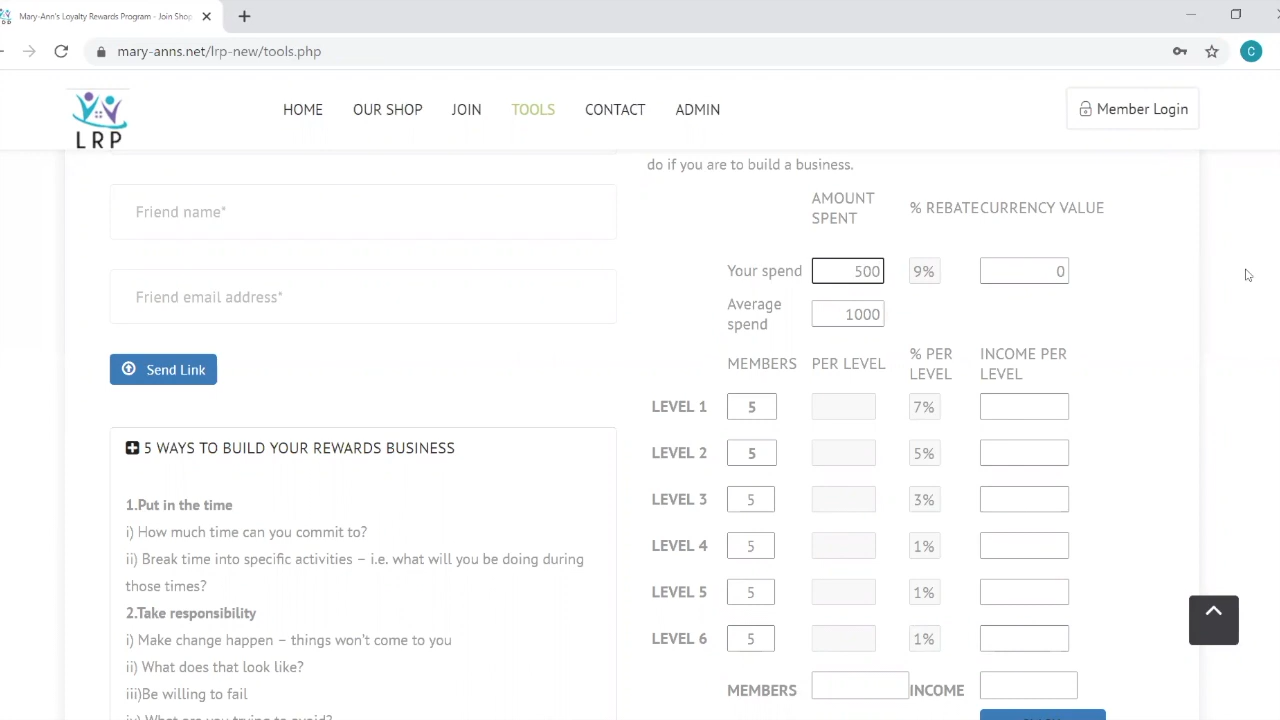 Mary-Ann's Loyalty Rewards Program - Join Shop
mary-anns.net/lrp-new/tools.php
C
LRP
HOME
OUR SHOP
JOIN
TOOLS
CONTACT
ADMIN
Member Login
Friend name*
Friend email address*
Send Link
5 WAYS TO BUILD YOUR REWARDS BUSINESS
1.Put in the time
i) How much time can you commit to?
ii) Break time into specific activities – i.e. what will you be doing during
those times?
2.Take responsibility
i) Make change happen – things won't come to you
ii) What does that look like?
iii)Be willing to fail
iv) What are you trying to avoid?
do if you are to build a business.
AMOUNT
SPENT
% REBATE
CURRENCY VALUE
Your spend 500 9% 0
Average
spend
1000
MEMBERS
PER LEVEL
% PER
LEVEL
INCOME PER
LEVEL
LEVEL 1 5 7%
LEVEL 2 5 5%
LEVEL 3 5 3%
LEVEL 4 5 1%
LEVEL 5 5 1%
LEVEL 6 5 1%
MEMBERS
INCOME